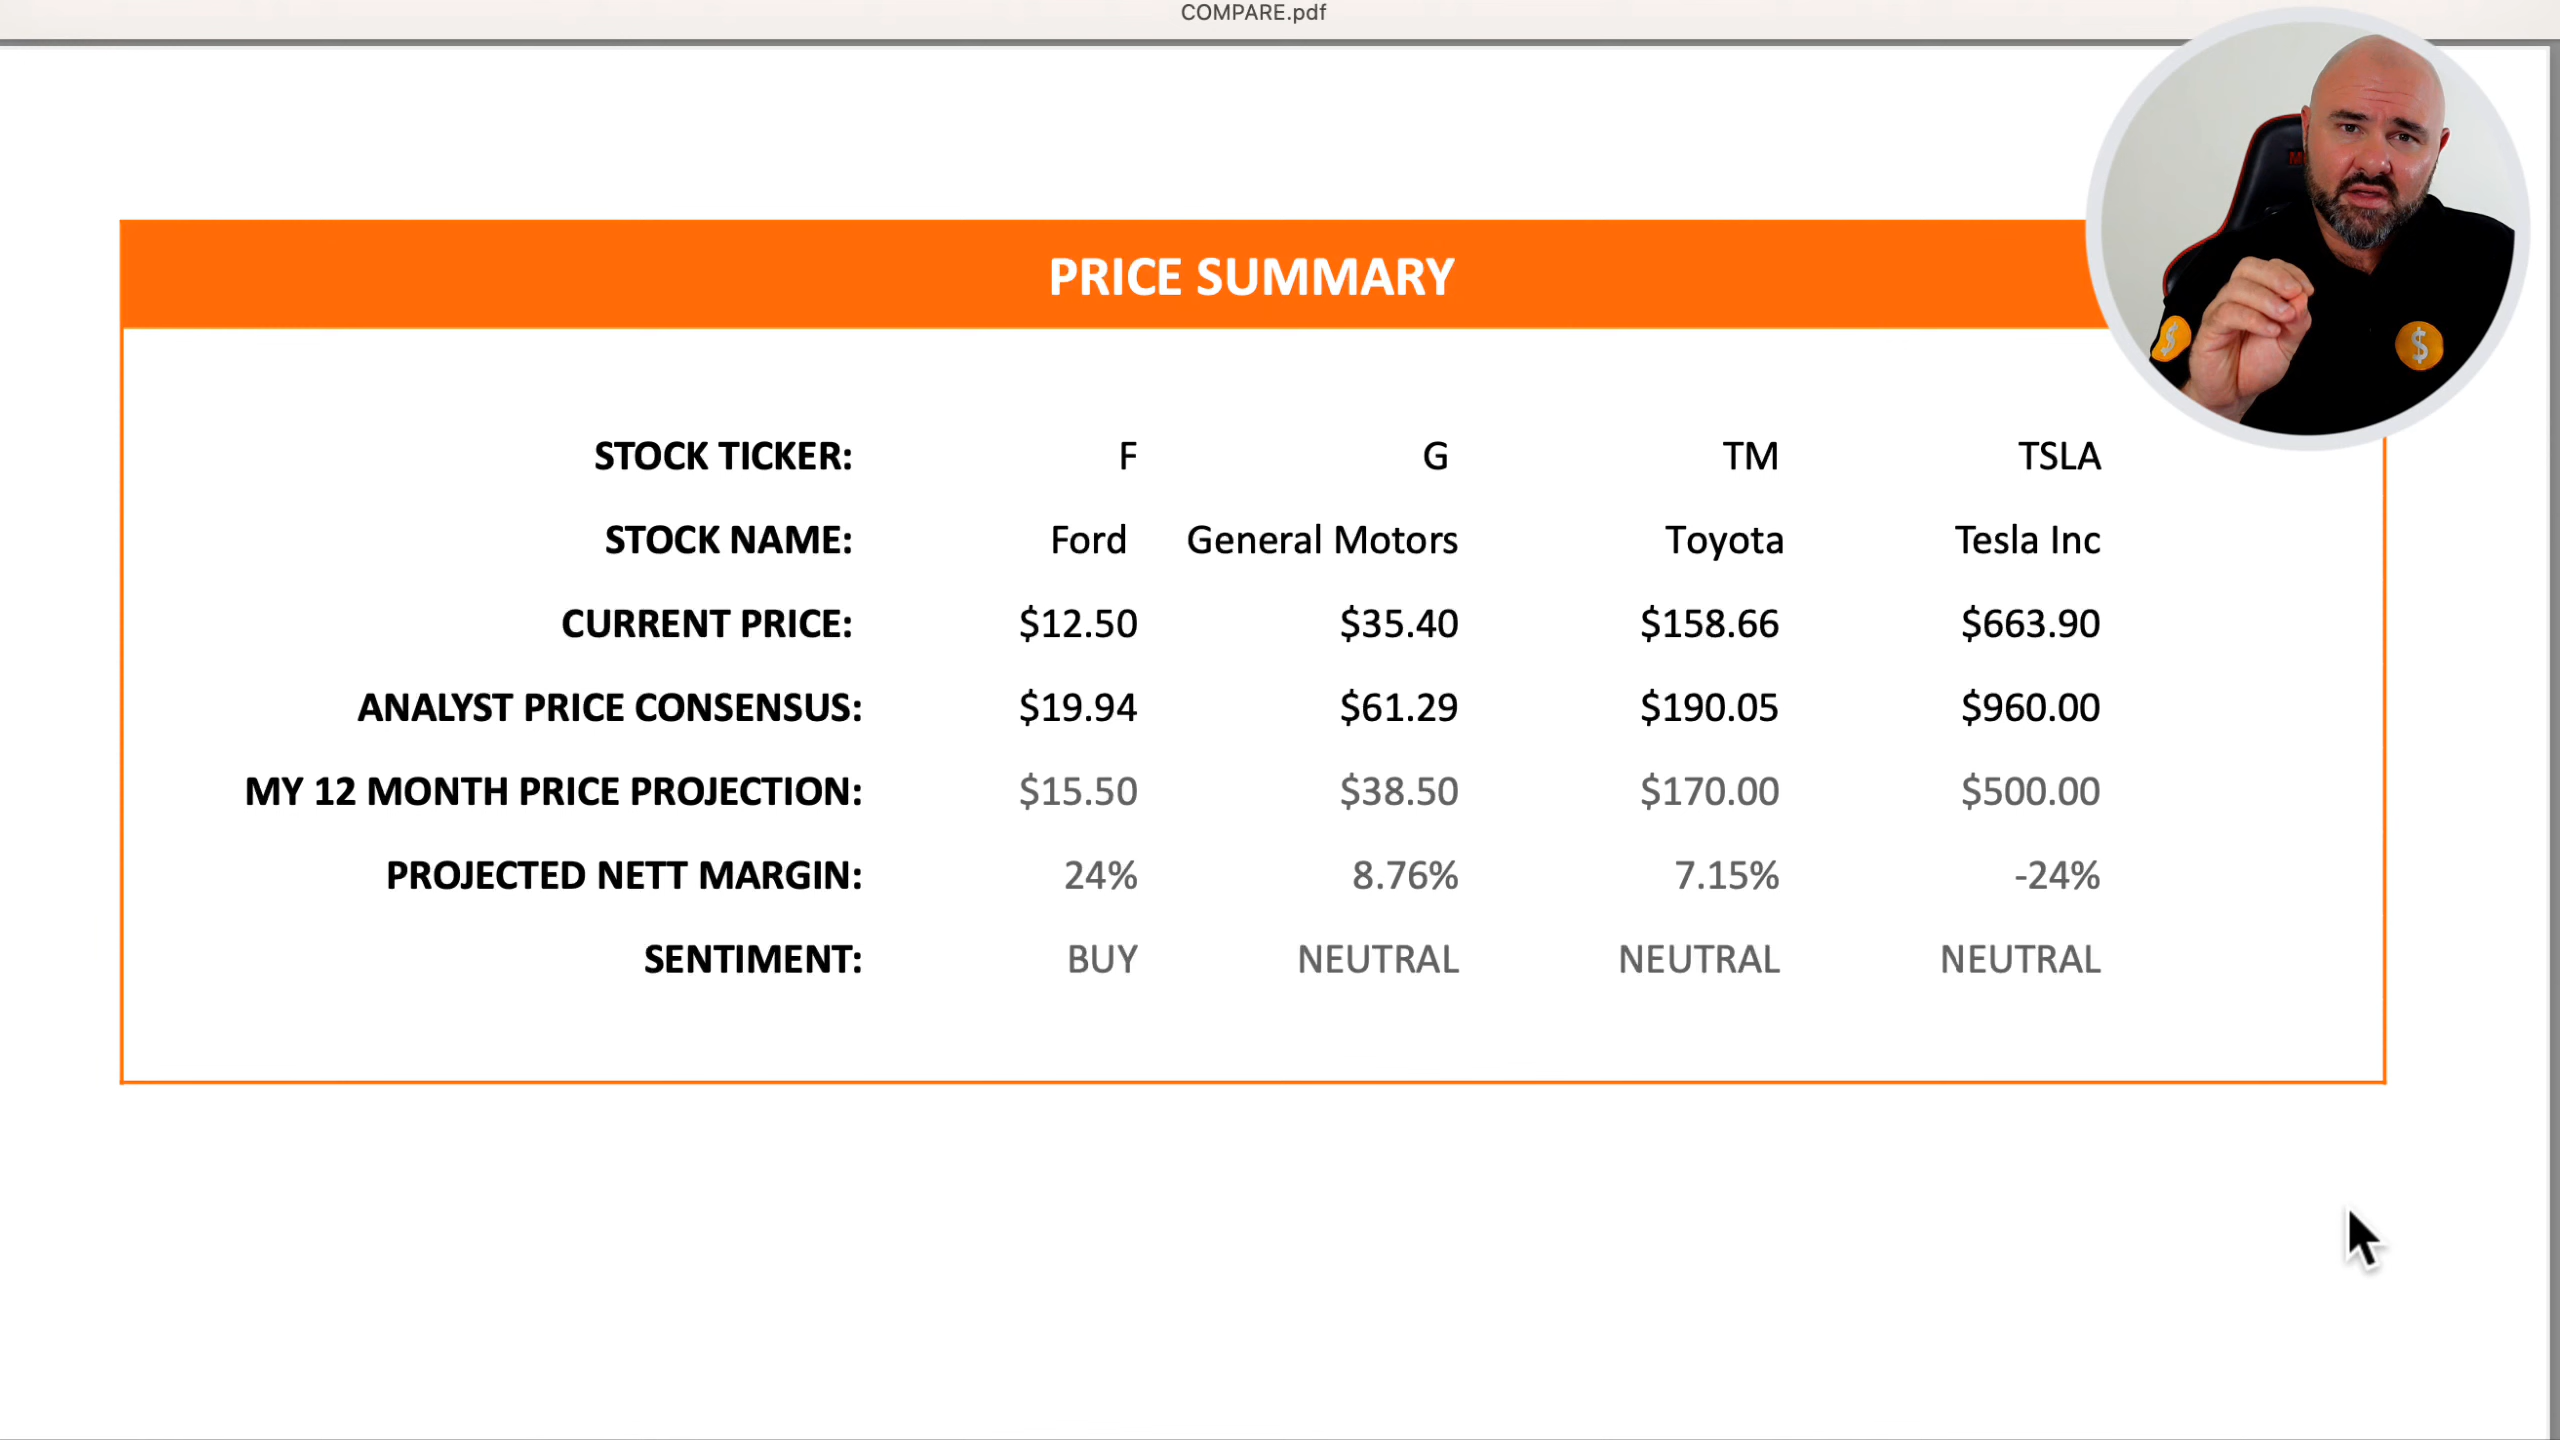 COMPARE.pdf
PRICE SUMMARY
STOCK TICKER: F G TM TSLA
STOCK NAME: Ford General Motors Toyota Tesla Inc
CURRENT PRICE: $12.50 $35.40 $158.66 $663.90
ANALYST PRICE CONSENSUS: $19.94 $61.29 $190.05 $960.00
MY 12 MONTH PRICE PROJECTION: $15.50 $38.50 $170.00 $500.00
PROJECTED NETT MARGIN: 24% 8.76% 7.15% -24%
SENTIMENT: BUY NEUTRAL NEUTRAL NEUTRAL
$ $